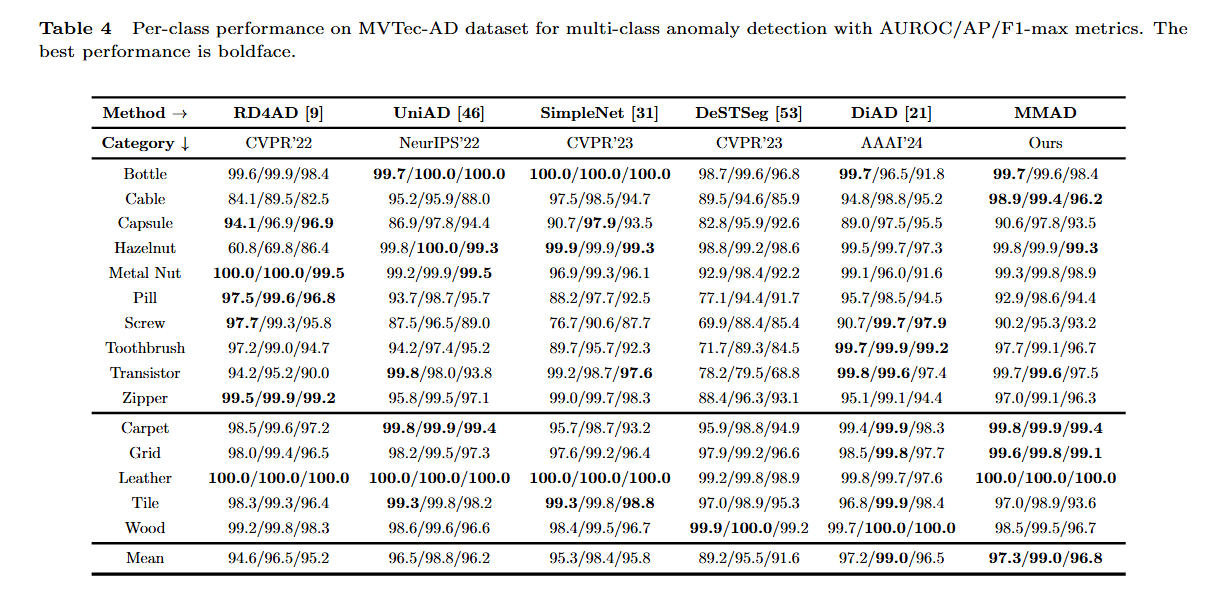 Table 4 Per-class performance on MVTec-AD dataset for multi-class anomaly detection with AUROC/AP/F1-max metrics. The
best performance is boldface.
Method → RD4AD [9] UniAD [46] SimpleNet [31] DeSTSeg [53] DiAD [21] MMAD
Category ↓ CVPR'22 NeurIPS'22 CVPR'23 CVPR'23 AAAI'24 Ours
Bottle 99.6/99.9/98.4 99.7/100.0/100.0 100.0/100.0/100.0 98.7/99.6/96.8 99.7/96.5/91.8 99.7/99.6/98.4
Cable 84.1/89.5/82.5 95.2/95.9/88.0 97.5/98.5/94.7 89.5/94.6/85.9 94.8/98.8/95.2 98.9/99.4/96.2
Capsule 94.1/96.9/96.9 86.9/97.8/94.4 90.7/97.9/93.5 82.8/95.9/92.6 89.0/97.5/95.5 90.6/97.8/93.5
Hazelnut 60.8/69.8/86.4 99.8/100.0/99.3 99.9/99.9/99.3 98.8/99.2/98.6 99.5/99.7/97.3 99.8/99.9/99.3
Metal Nut 100.0/100.0/99.5 99.2/99.9/99.5 96.9/99.3/96.1 92.9/98.4/92.2 99.1/96.0/91.6 99.3/99.8/98.9
Pill 97.5/99.6/96.8 93.7/98.7/95.7 88.2/97.7/92.5 77.1/94.4/91.7 95.7/98.5/94.5 92.9/98.6/94.4
Screw 97.7/99.3/95.8 87.5/96.5/89.0 76.7/90.6/87.7 69.9/88.4/85.4 90.7/99.7/97.9 90.2/95.3/93.2
Toothbrush 97.2/99.0/94.7 94.2/97.4/95.2 89.7/95.7/92.3 71.7/89.3/84.5 99.7/99.9/99.2 97.7/99.1/96.7
Transistor 94.2/95.2/90.0 99.8/98.0/93.8 99.2/98.7/97.6 78.2/79.5/68.8 99.8/99.6/97.4 99.7/99.6/97.5
Zipper 99.5/99.9/99.2 95.8/99.5/97.1 99.0/99.7/98.3 88.4/96.3/93.1 95.1/99.1/94.4 97.0/99.1/96.3
Carpet 98.5/99.6/97.2 99.8/99.9/99.4 95.7/98.7/93.2 95.9/98.8/94.9 99.4/99.9/98.3 99.8/99.9/99.4
Grid 98.0/99.4/96.5 98.2/99.5/97.3 97.6/99.2/96.4 97.9/99.2/96.6 98.5/99.8/97.7 99.6/99.8/99.1
Leather 100.0/100.0/100.0 100.0/100.0/100.0 100.0/100.0/100.0 99.2/99.8/98.9 99.8/99.7/97.6 100.0/100.0/100.0
Tile 98.3/99.3/96.4 99.3/99.8/98.2 99.3/99.8/98.8 97.0/98.9/95.3 96.8/99.9/98.4 97.0/98.9/93.6
Wood 99.2/99.8/98.3 98.6/99.6/96.6 98.4/99.5/96.7 99.9/100.0/99.2 99.7/100.0/100.0 98.5/99.5/96.7
Mean 94.6/96.5/95.2 96.5/98.8/96.2 95.3/98.4/95.8 89.2/95.5/91.6 97.2/99.0/96.5 97.3/99.0/96.8